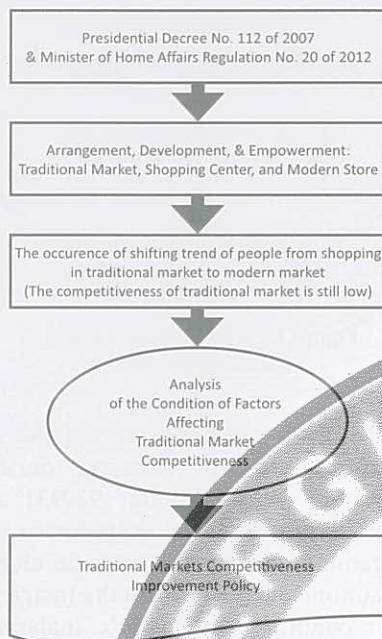 Presidential Decree No. 112 of 2007
& Minister of Home Affairs Regulation No. 20 of 2012
Arrangement, Development, & Empowerment:
Traditional Market, Shopping Center, and Modern Store
The occurence of shifting trend of people from shopping
in traditional market to modern market
(The competitiveness of traditional market is still low)
Analysis
of the Condition of Factors
Affecting
Traditional Market
Competitiveness
Traditional Markets Competitiveness
Improvement Policy